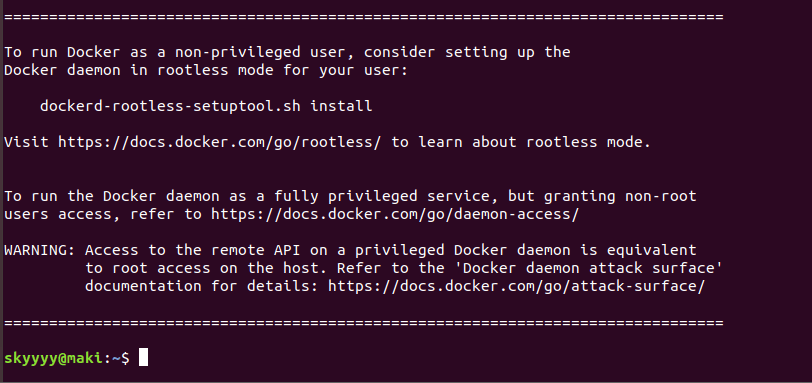 ================================================================================
To run Docker as a non-privileged user, consider setting up the
Docker daemon in rootless mode for your user:
dockerd-rootless-setuptool.sh install
Visit https://docs.docker.com/go/rootless/ to learn about rootless mode.
To run the Docker daemon as a fully privileged service, but granting non-root
users access, refer to https://docs.docker.com/go/daemon-access/
WARNING: Access to the remote API on a privileged Docker daemon is equivalent
to root access on the host. Refer to the 'Docker daemon attack surface'
documentation for details: https://docs.docker.com/go/attack-surface/
================================================================================
skyyyy@maki:~$